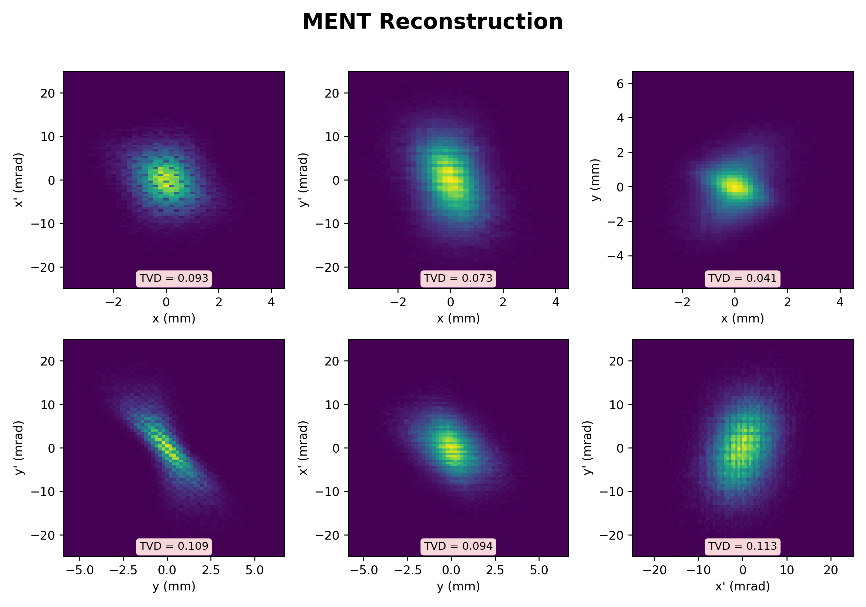 MENT Reconstruction
20
10
0
−10
−20
x' (mrad)
TVD = 0.093
−2 0 2 4
x (mm)
20
10
0
−10
−20
y' (mrad)
TVD = 0.073
−2 0 2 4
x (mm)
6
4
2
0
−2
−4
y (mm)
TVD = 0.041
−2 0 2 4
x (mm)
20
10
0
−10
−20
y' (mrad)
TVD = 0.109
−5.0 −2.5 0.0 2.5 5.0
y (mm)
20
10
0
−10
−20
x' (mrad)
TVD = 0.094
−5.0 −2.5 0.0 2.5 5.0
y (mm)
20
10
0
−10
−20
y' (mrad)
TVD = 0.113
−20 −10 0 10 20
x' (mrad)